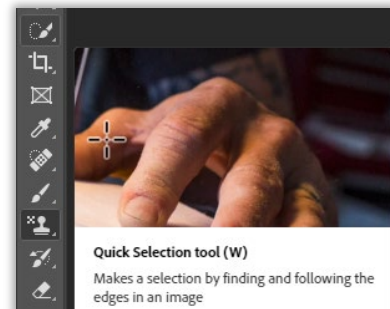 Quick Selection tool (W)
Makes a selection by finding and following the
edges in an image